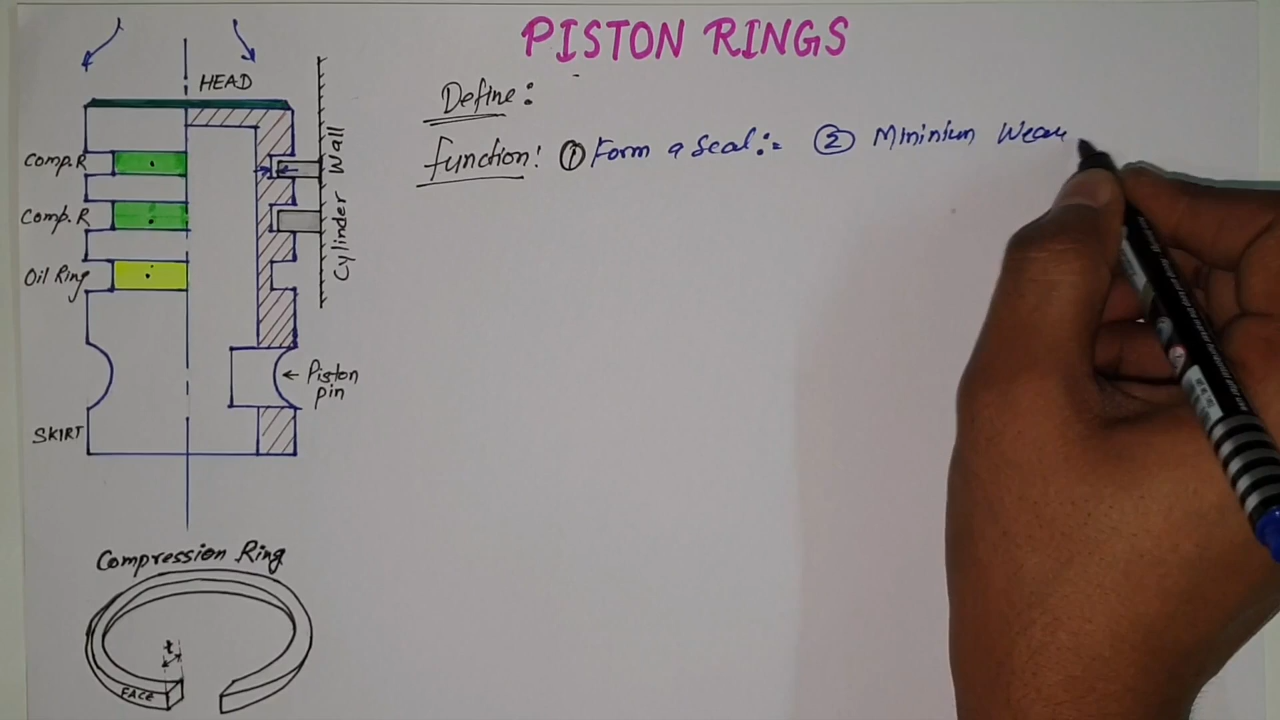 PISTON RINGS
Define:
Function: ① Form a Seal:- ② Mininium Wear
HEAD
Comp.R
Comp. R
Oil Ring
Cylinder Wall
← Piston
pin
SKIRT
Compression Ring
t
FACE